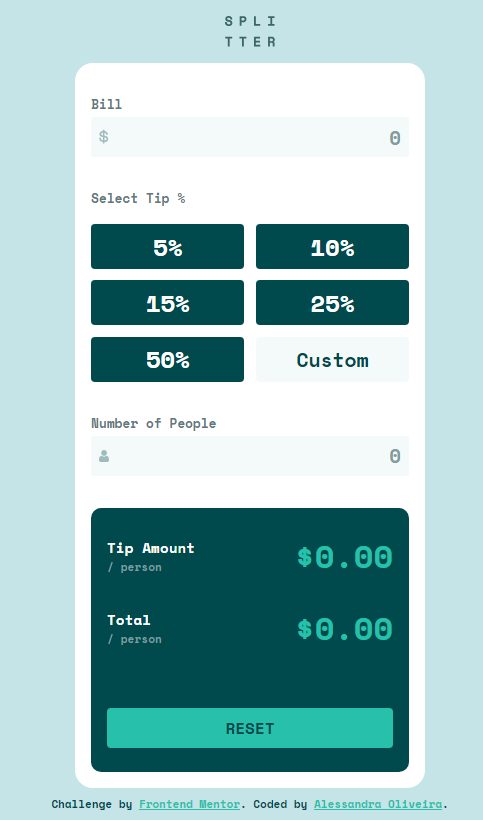 SPLI
TTER
Bill
$ 0
Select Tip %
5% 10%
15% 25%
50% Custom
Number of People
0
Tip Amount $0.00
/ person
Total $0.00
/ person
RESET
Challenge by Frontend Mentor. Coded by Alessandra Oliveira.